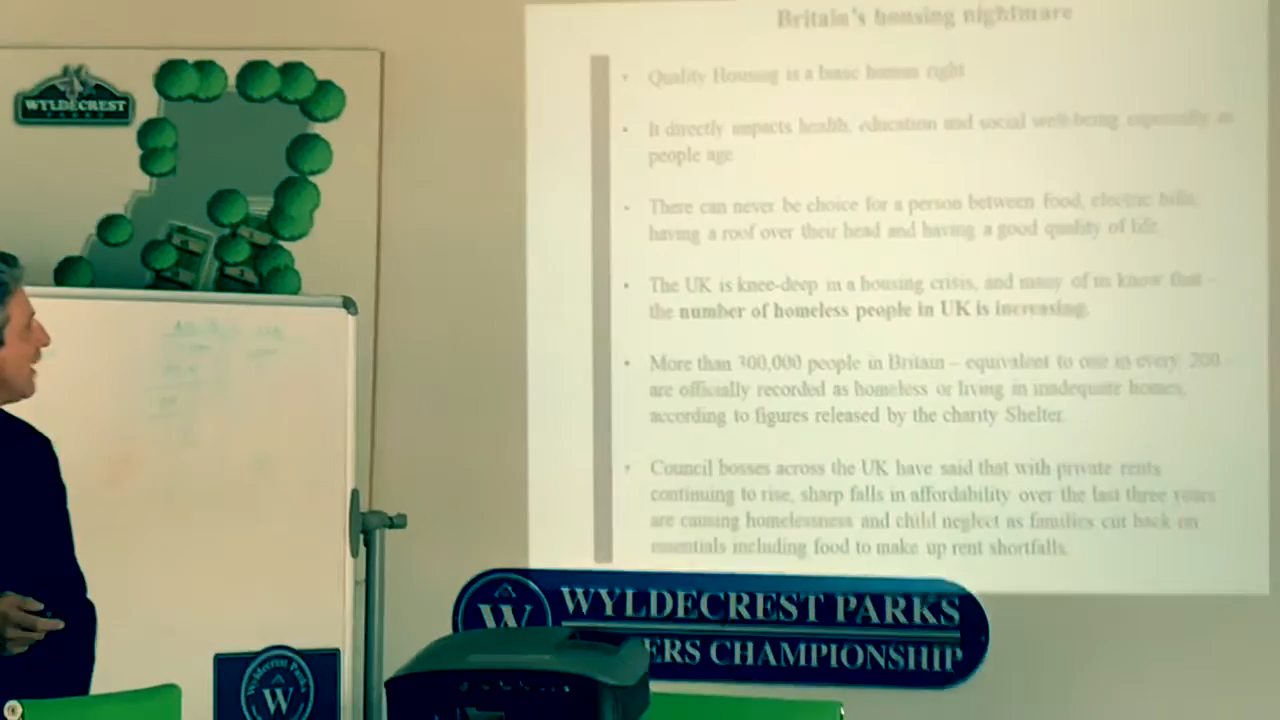 Britain's housing nightmare
WYLDECREST
PARKS
• Quality Housing is a basic human right
• It directly impacts health, education and social well-being especially as
people age
• There can never be choice for a person between food, electric bills,
having a roof over their head and having a good quality of life.
• The UK is knee-deep in a housing crisis, and many of us know that –
the number of homeless people in UK is increasing.
• More than 300,000 people in Britain – equivalent to one in every 200 –
are officially recorded as homeless or living in inadequate homes,
according to figures released by the charity Shelter.
• Council bosses across the UK have said that with private rents
continuing to rise, sharp falls in affordability over the last three years
are causing homelessness and child neglect as families cut back on
essentials including food to make up rent shortfalls.
W
WYLDECREST PARKS
ERS CHAMPIONSHIP
Wyldecrest Parks
W